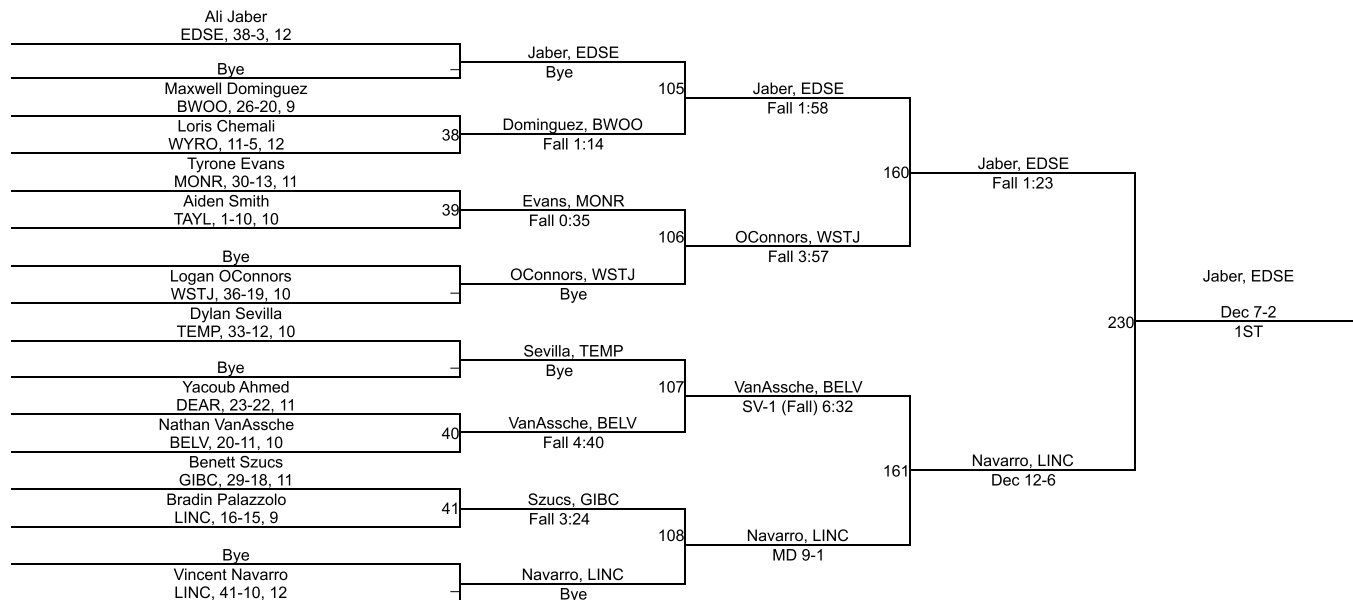 Ali Jaber
EDSE, 38-3, 12
Bye
Maxwell Dominguez
BWOO, 26-20, 9
Loris Chemali
WYRO, 11-5, 12
Tyrone Evans
MONR, 30-13, 11
Aiden Smith
TAYL, 1-10, 10
Bye
Logan OConnors
WSTJ, 36-19, 10
Dylan Sevilla
TEMP, 33-12, 10
Bye
Yacoub Ahmed
DEAR, 23-22, 11
Nathan VanAssche
BELV, 20-11, 10
Benett Szucs
GIBC, 29-18, 11
Bradin Palazzolo
LINC, 16-15, 9
Bye
Vincent Navarro
LINC, 41-10, 12
38
39
40
41
Jaber, EDSE
Bye
Dominguez, BWOO
Fall 1:14
Evans, MONR
Fall 0:35
OConnors, WSTJ
Bye
Sevilla, TEMP
Bye
VanAssche, BELV
Fall 4:40
Szucs, GIBC
Fall 3:24
Navarro, LINC
Bye
105
106
107
108
Jaber, EDSE
Fall 1:58
OConnors, WSTJ
Fall 3:57
VanAssche, BELV
SV-1 (Fall) 6:32
Navarro, LINC
MD 9-1
160
161
Jaber, EDSE
Fall 1:23
Navarro, LINC
Dec 12-6
230
Jaber, EDSE
Dec 7-2
1ST